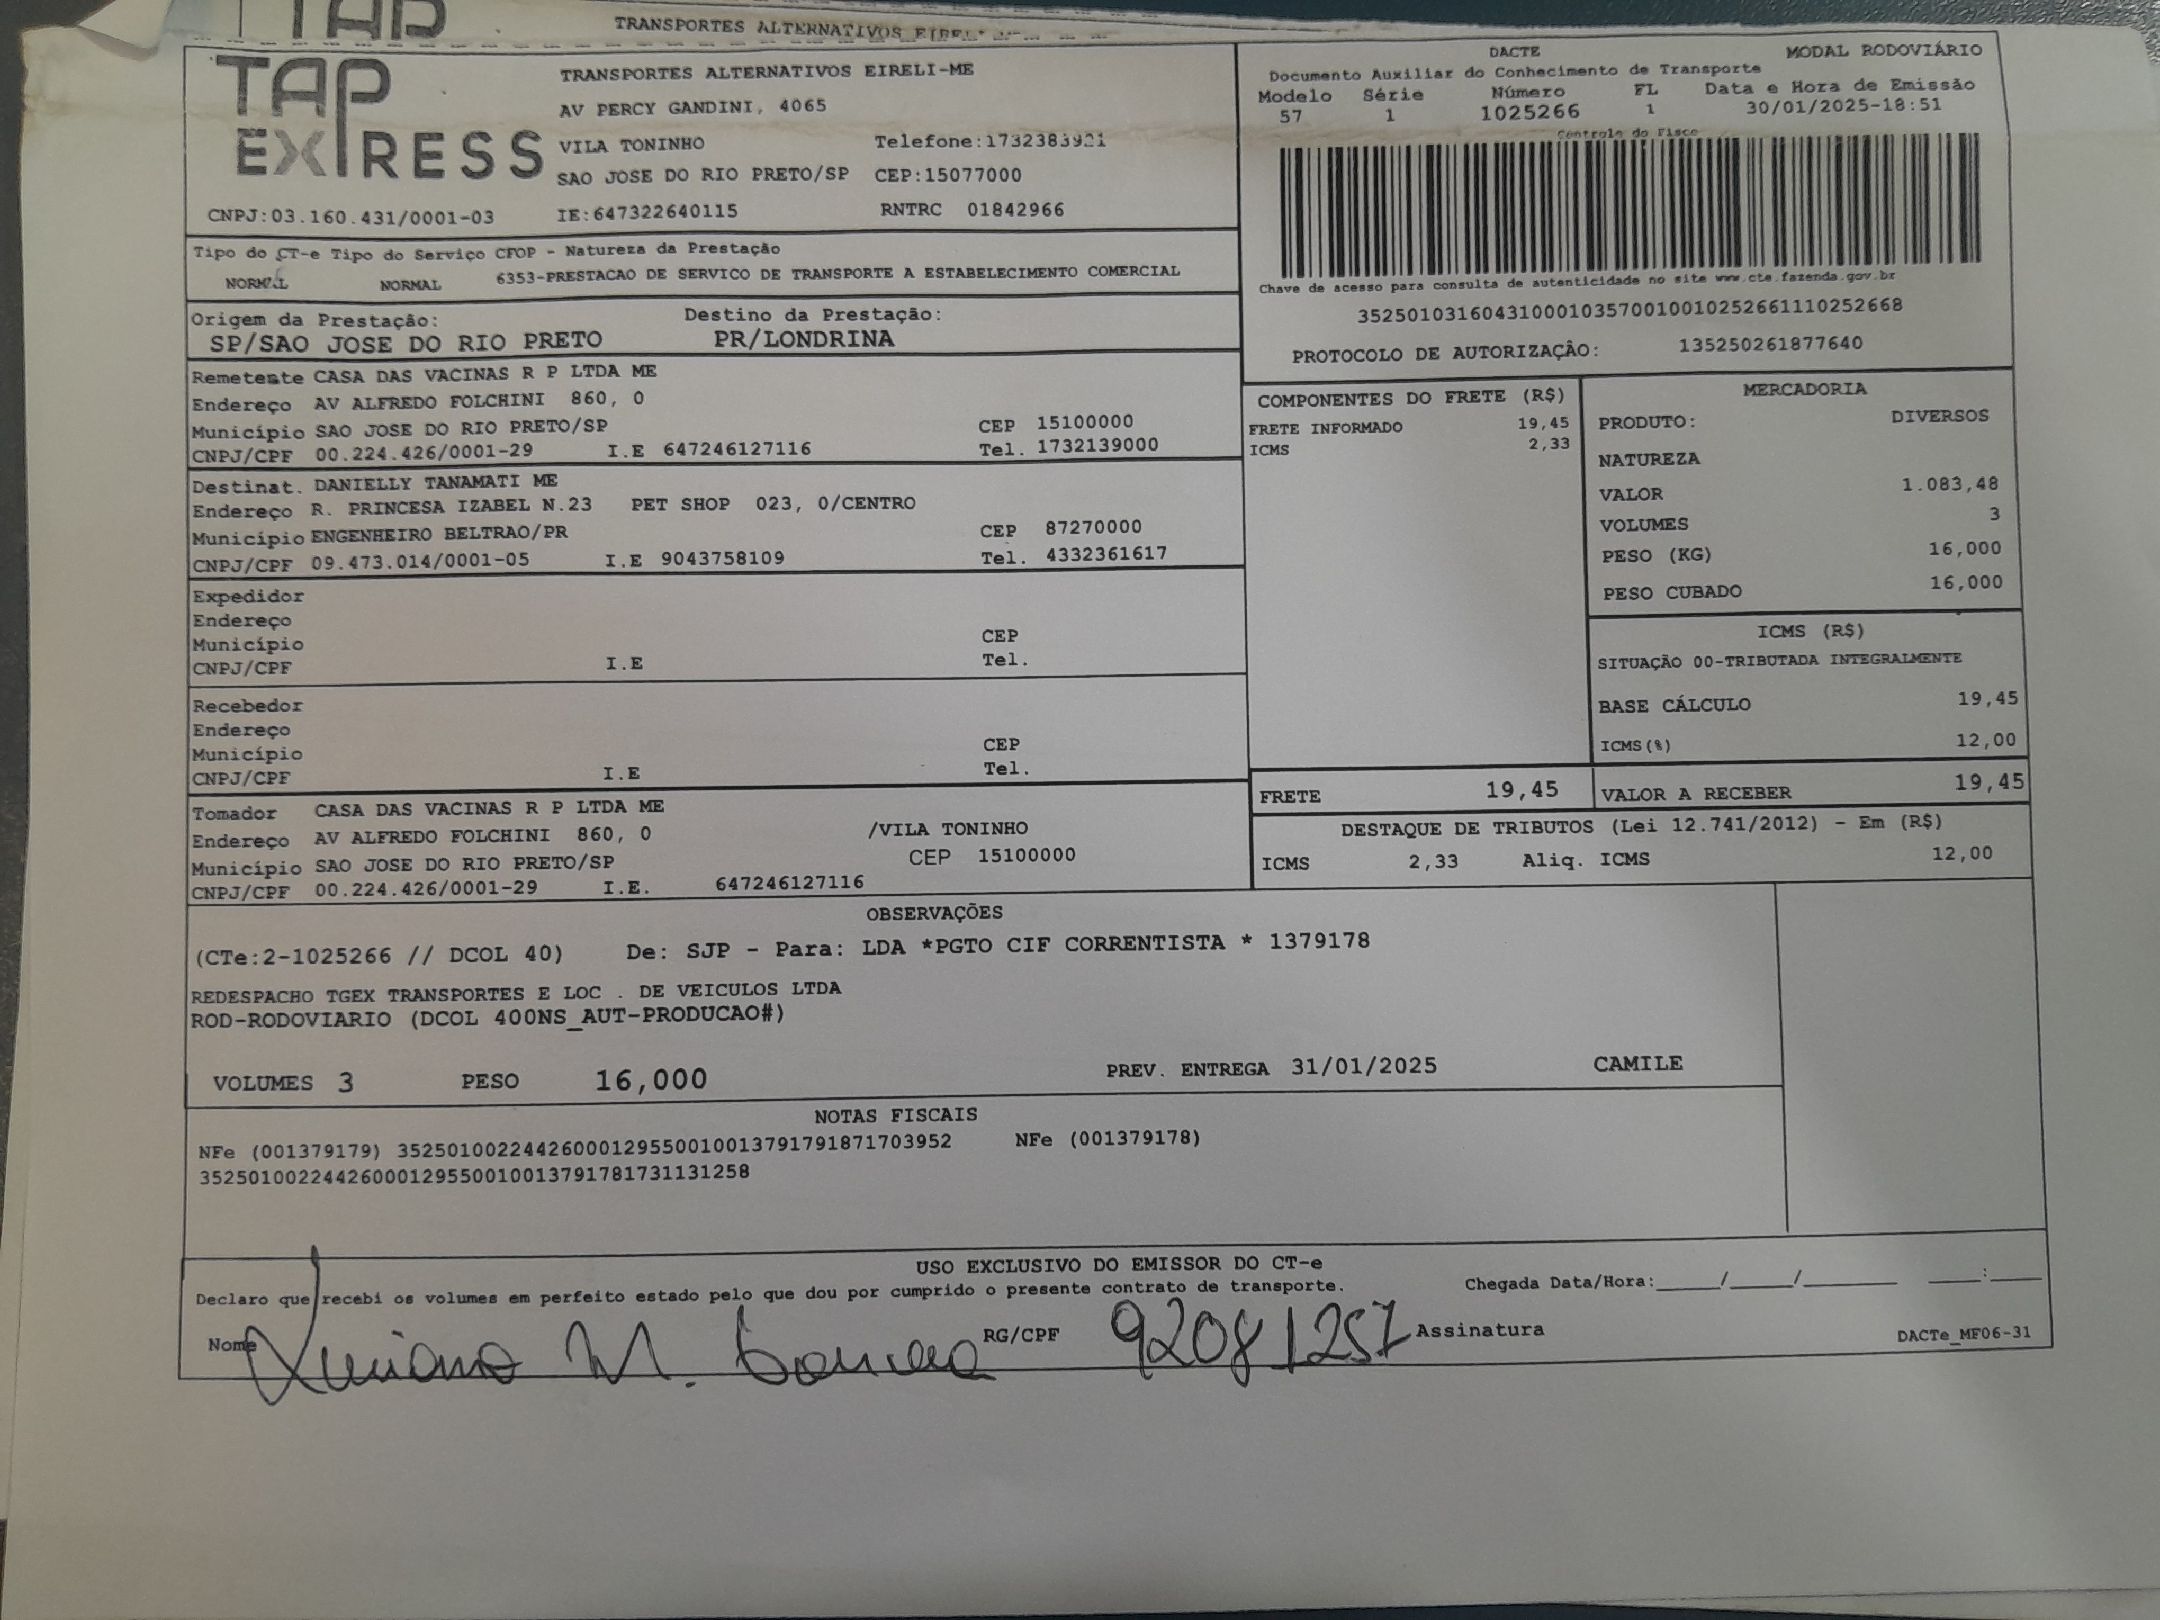 TAP
TRANSPORTES ALTERNATIVOS EIREL
TAP
EXPRESS
TRANSPORTES ALTERNATIVOS EIRELI-ME
AV PERCY GANDINI, 4065
VILA TONINHO Telefone:1732383921
SAO JOSE DO RIO PRETO/SP CEP:15077000
CNPJ:03.160.431/0001-03 IE:647322640115 RNTRC 01842966
DACTE MODAL RODOVIÁRIO
Documento Auxiliar do Conhecimento de Transporte
Modelo Série Número FL Data e Hora de Emissão
57 1 1025266 1 30/01/2025-18:51
Controle do Fisco
Chave de acesso para consulta de autenticidade no site www.cte.fazenda.gov.br
35250103160431000103570010010252661110252668
PROTOCOLO DE AUTORIZAÇÂO: 135250261877640
Tipo do CT-e Tipo do Serviço CFOP - Natureza da Prestação
NORMAL NORMAL 6353-PRESTACAO DE SERVICO DE TRANSPORTE A ESTABELECIMENTO COMERCIAL
Origem da Prestação: Destino da Prestação:
SP/SAO JOSE DO RIO PRETO PR/LONDRINA
Remetente CASA DAS VACINAS R P LTDA ME
Endereço AV ALFREDO FOLCHINI 860, 0
Município SAO JOSE DO RIO PRETO/SP CEP 15100000
CNPJ/CPF 00.224.426/0001-29 I.E 647246127116 Tel. 1732139000
Destinat. DANIELLY TANAMATI ME
Endereço R. PRINCESA IZABEL N.23 PET SHOP 023, 0/CENTRO
Município ENGENHEIRO BELTRAO/PR CEP 87270000
CNPJ/CPF 09.473.014/0001-05 I.E 9043758109 Tel. 4332361617
Expedidor
Endereço
Município CEP
CNPJ/CPF I.E Tel.
Recebedor
Endereço
Município CEP
CNPJ/CPF I.E Tel.
Tomador CASA DAS VACINAS R P LTDA ME
Endereço AV ALFREDO FOLCHINI 860, 0 /VILA TONINHO
Município SAO JOSE DO RIO PRETO/SP CEP 15100000
CNPJ/CPF 00.224.426/0001-29 I.E. 647246127116
COMPONENTES DO FRETE (R$)
FRETE INFORMADO 19,45
ICMS 2,33
MERCADORIA
PRODUTO: DIVERSOS
NATUREZA
VALOR 1.083,48
VOLUMES 3
PESO (KG) 16,000
PESO CUBADO 16,000
ICMS (R$)
SITUAÇÃO 00-TRIBUTADA INTEGRALMENTE
BASE CÁLCULO 19,45
ICMS(%) 12,00
FRETE 19,45 VALOR A RECEBER 19,45
DESTAQUE DE TRIBUTOS (Lei 12.741/2012) - Em (R$)
ICMS 2,33 Aliq. ICMS 12,00
OBSERVAÇÕES
(CTe:2-1025266 // DCOL 40) De: SJP - Para: LDA *PGTO CIF CORRENTISTA * 1379178
REDESPACHO TGEX TRANSPORTES E LOC . DE VEICULOS LTDA
ROD-RODOVIARIO (DCOL 400NS_AUT-PRODUCAO#)
VOLUMES 3 PESO 16,000 PREV. ENTREGA 31/01/2025 CAMILE
NOTAS FISCAIS
NFe (001379179) 35250100224426000129550010013791791871703952 NFe (001379178)
35250100224426000129550010013791781731131258
USO EXCLUSIVO DO EMISSOR DO CT-e
Declaro que recebi os volumes em perfeito estado pelo que dou por cumprido o presente contrato de transporte. Chegada Data/Hora:_____/_____/_______ ____:____
Nome Luciano M. RG/CPF 92081257 Assinatura DACTe_MF06-31